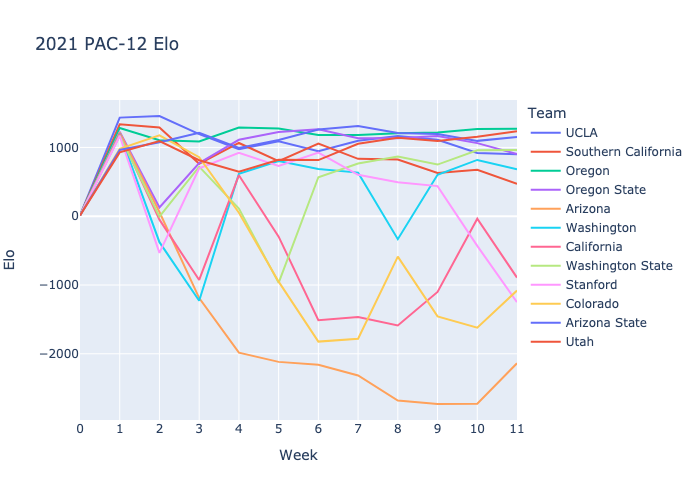 2021 PAC-12 Elo
Team
UCLA
Southern California
Oregon
Oregon State
Arizona
Washington
California
Washington State
Stanford
Colorado
Arizona State
Utah
1000
0
−1000
−2000
Elo
0 1 2 3 4 5 6 7 8 9 10 11
Week